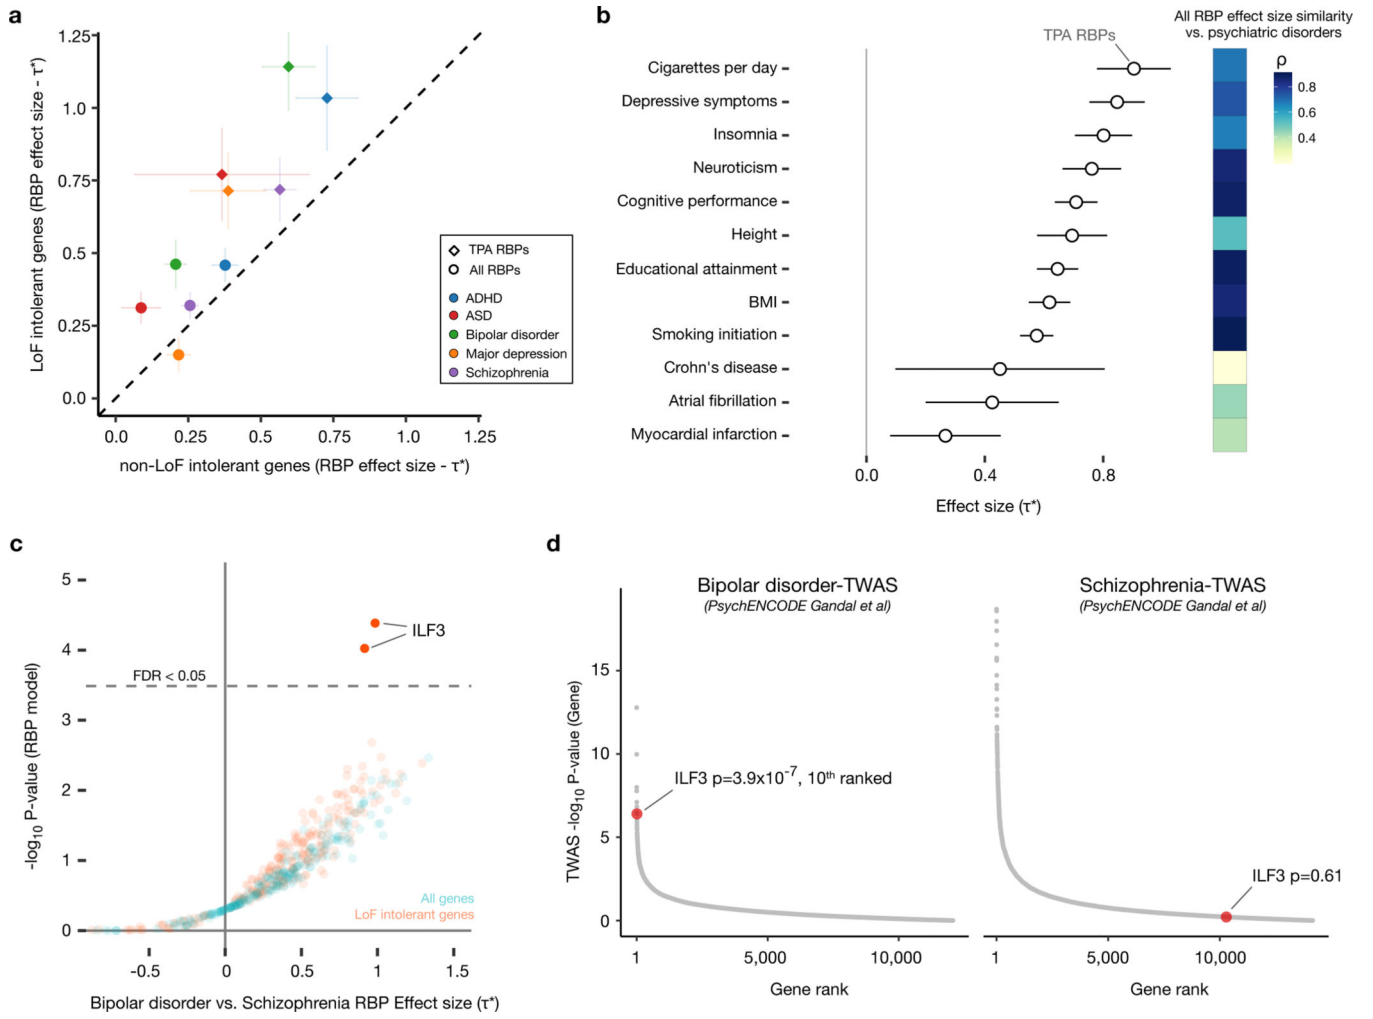 a
LoF intolerant genes (RBP effect size - τ*)
1.25
1.0
0.75
0.5
0.25
0.0
0.0 0.25 0.5 0.75 1.0 1.25
non-LoF intolerant genes (RBP effect size - τ*)
TPA RBPs
All RBPs
ADHD
ASD
Bipolar disorder
Major depression
Schizophrenia
b
All RBP effect size similarity
vs. psychiatric disorders
TPA RBPs
ρ
0.8
0.6
0.4
Cigarettes per day
Depressive symptoms
Insomnia
Neuroticism
Cognitive performance
Height
Educational attainment
BMI
Smoking initiation
Crohn's disease
Atrial fibrillation
Myocardial infarction
0.0 0.4 0.8
Effect size (τ*)
c
-log10 P-value (RBP model)
5
4
3
2
1
0
ILF3
FDR < 0.05
All genes
LoF intolerant genes
-0.5 0 0.5 1 1.5
Bipolar disorder vs. Schizophrenia RBP Effect size (τ*)
d
TWAS -log10 P-value (Gene)
15
10
5
0
Bipolar disorder-TWAS
(PsychENCODE Gandal et al)
ILF3 p=3.9x10-7, 10th ranked
1 5,000 10,000
Gene rank
Schizophrenia-TWAS
(PsychENCODE Gandal et al)
ILF3 p=0.61
1 5,000 10,000
Gene rank